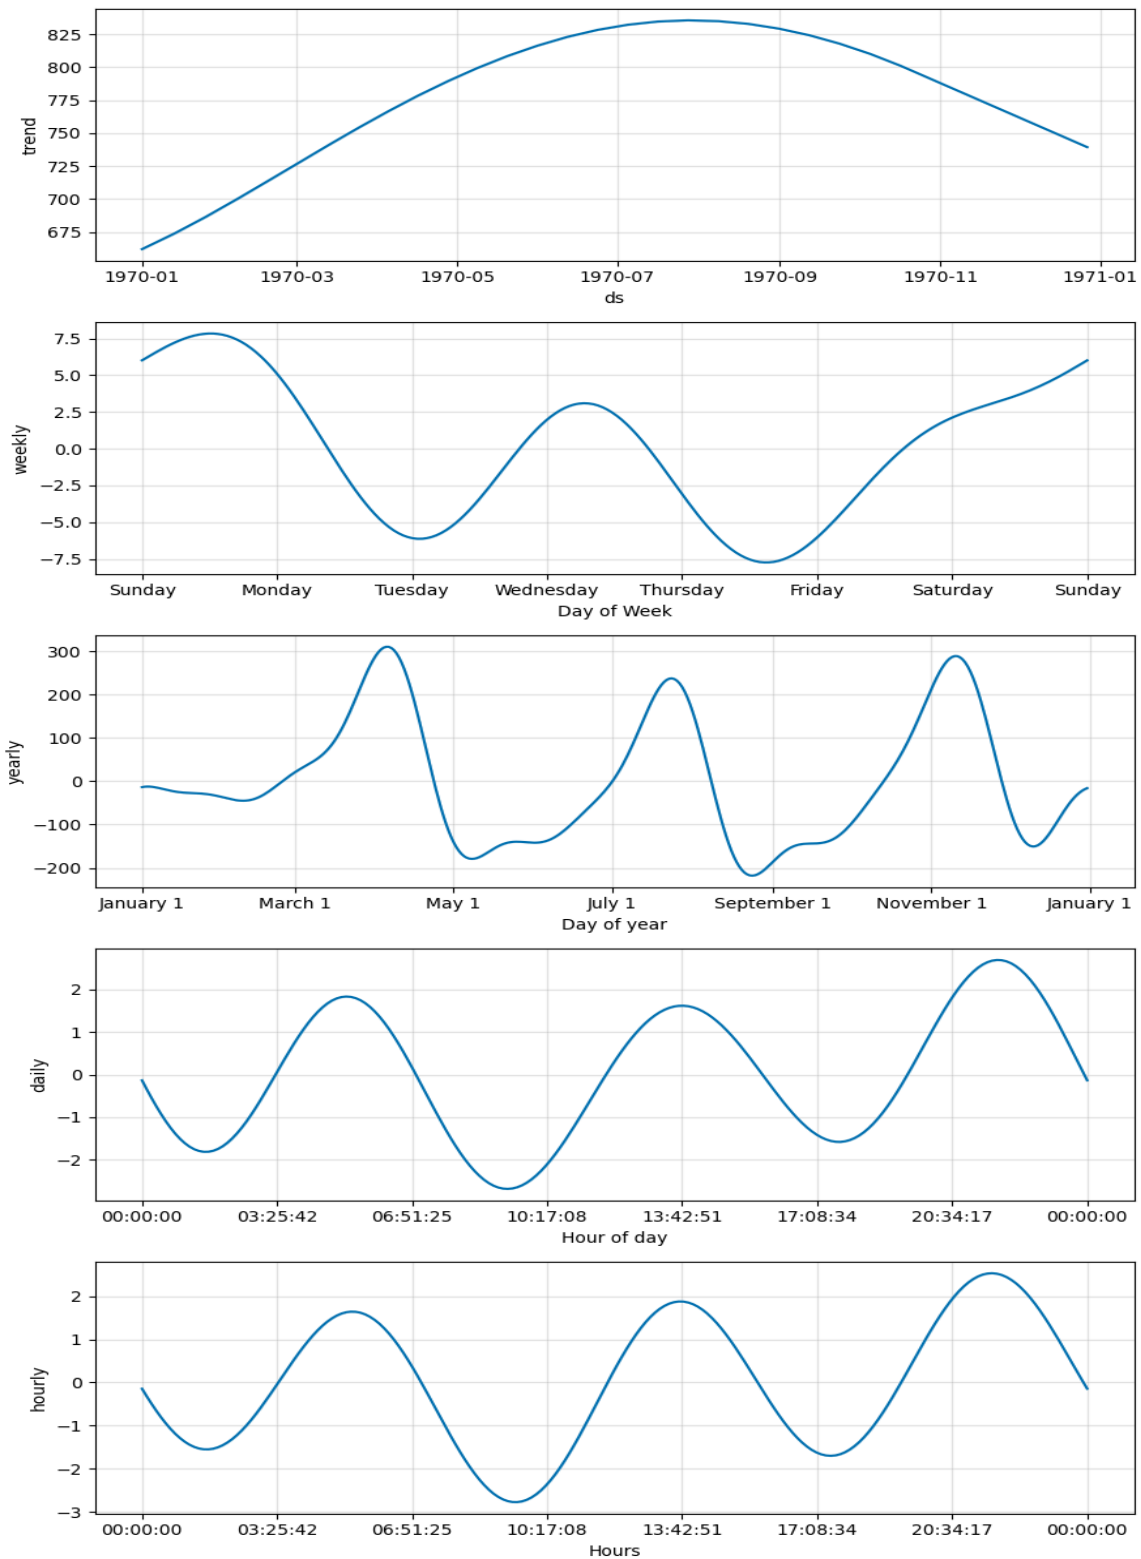 825
800
775
750
725
700
675
trend
1970-01 1970-03 1970-05 1970-07 1970-09 1970-11 1971-01
ds
7.5
5.0
2.5
0.0
−2.5
−5.0
−7.5
weekly
Sunday Monday Tuesday Wednesday Thursday Friday Saturday Sunday
Day of Week
300
200
100
0
−100
−200
yearly
January 1 March 1 May 1 July 1 September 1 November 1 January 1
Day of year
2
1
0
−1
−2
daily
00:00:00 03:25:42 06:51:25 10:17:08 13:42:51 17:08:34 20:34:17 00:00:00
Hour of day
2
1
0
−1
−2
−3
hourly
00:00:00 03:25:42 06:51:25 10:17:08 13:42:51 17:08:34 20:34:17 00:00:00
Hours